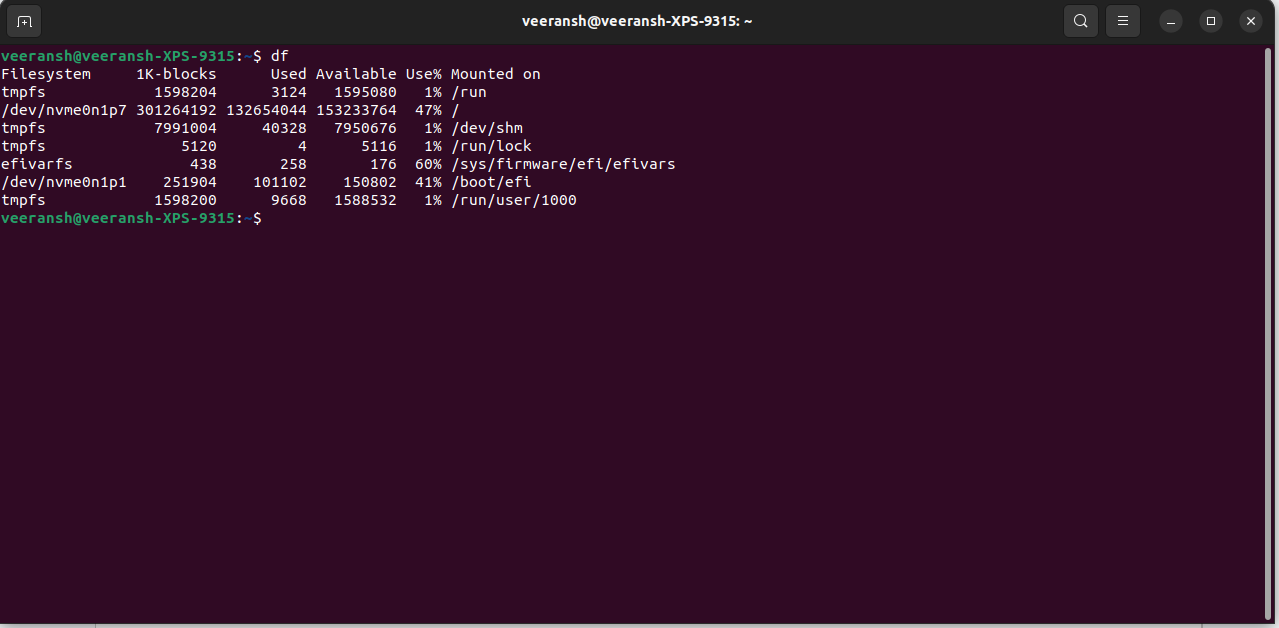 veeransh@veeransh-XPS-9315: ~
veeransh@veeransh-XPS-9315:~$ df
Filesystem     1K-blocks      Used Available Use% Mounted on
tmpfs            1598204      3124   1595080   1% /run
/dev/nvme0n1p7 301264192 132654044 153233764  47% /
tmpfs            7991004     40328   7950676   1% /dev/shm
tmpfs               5120         4      5116   1% /run/lock
efivarfs             438       258       176  60% /sys/firmware/efi/efivars
/dev/nvme0n1p1    251904    101102    150802  41% /boot/efi
tmpfs            1598200      9668   1588532   1% /run/user/1000
veeransh@veeransh-XPS-9315:~$